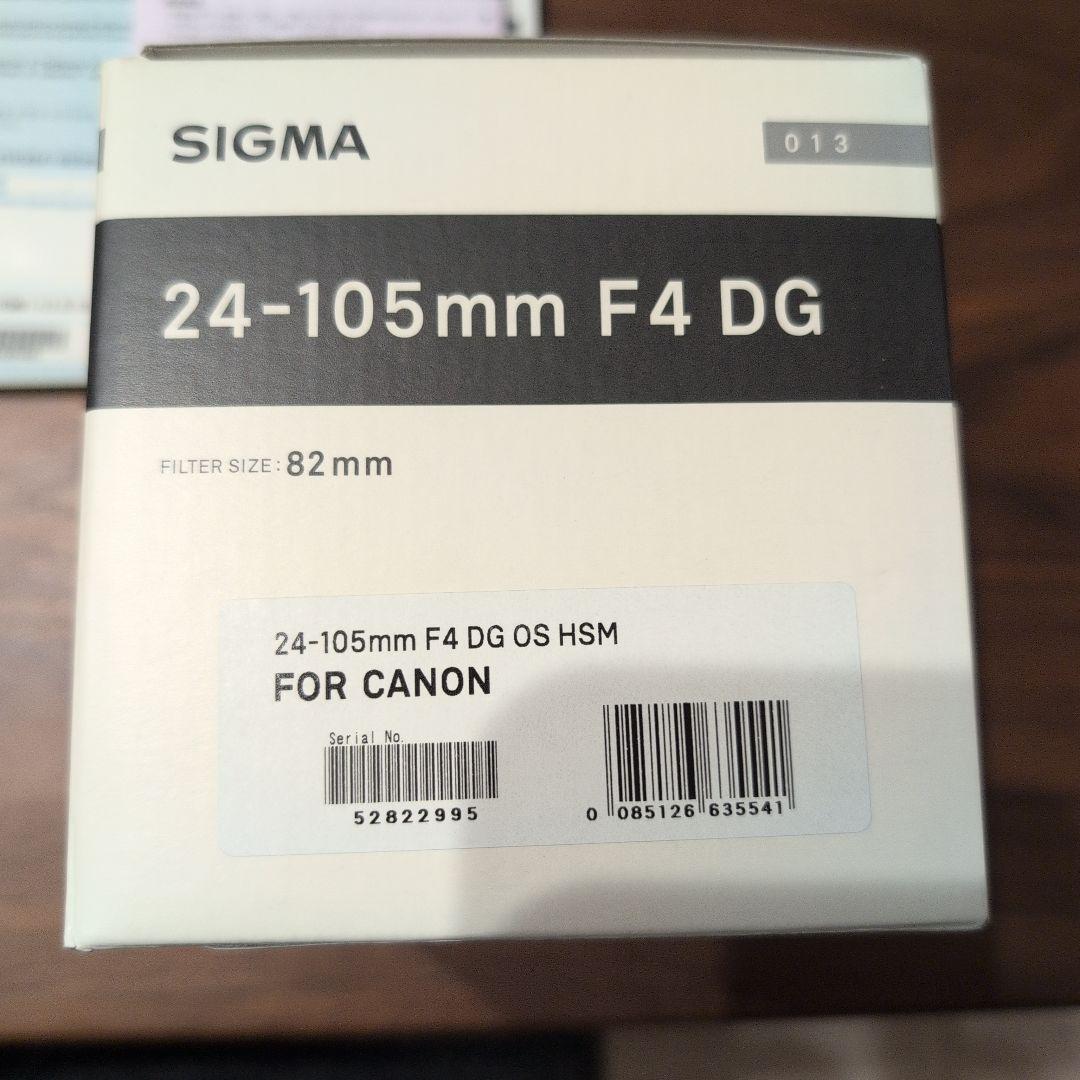 SIGMA
013
24-105mm F4 DG
FILTER SIZE: 82mm
24-105mm F4 DG OS HSM
FOR CANON
Serial No.
52822995
0 085126 635541